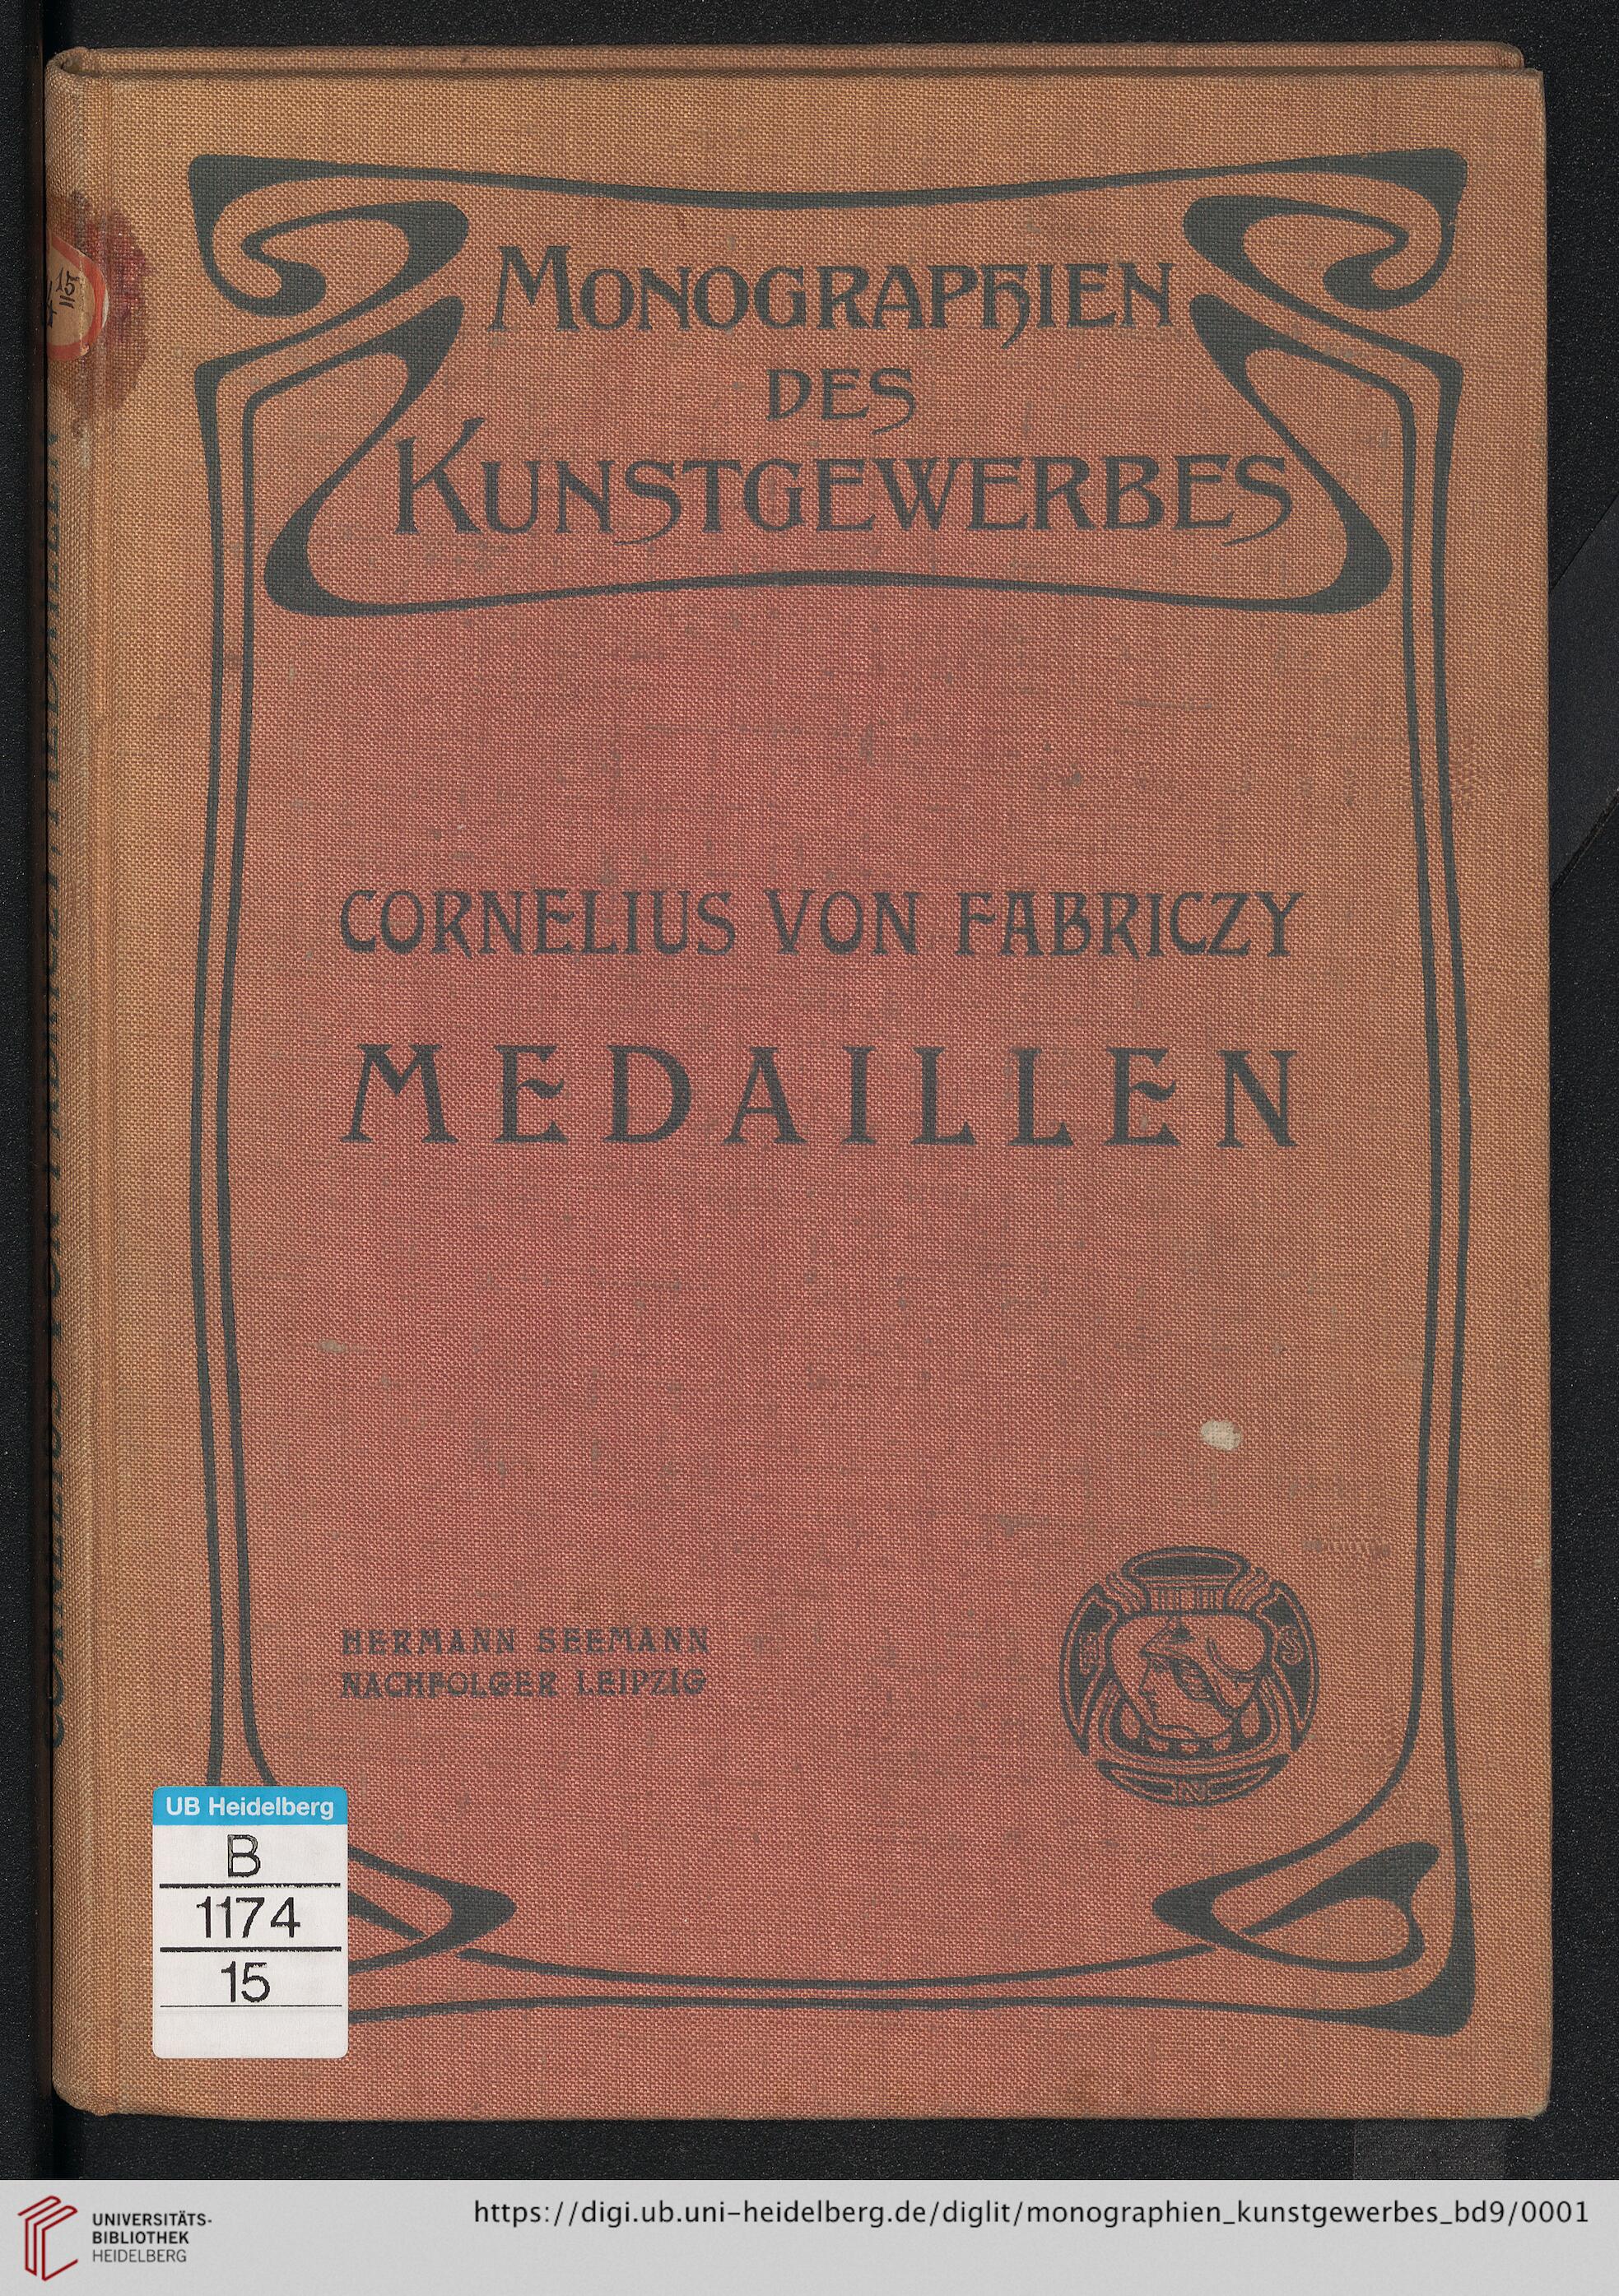 MONOGRAPHIEN
DES
KUNSTGEWERBES
CORNELIUS VON FABRICZY
MEDAILLEN
HERMANN SEEMANN
NACHFOLGER LEIPZIG
N
15
UB Heidelberg
B
1174
15
UNIVERSITÄTS-
BIBLIOTHEK
HEIDELBERG
https://digi.ub.uni-heidelberg.de/diglit/monographien_kunstgewerbes_bd9/0001